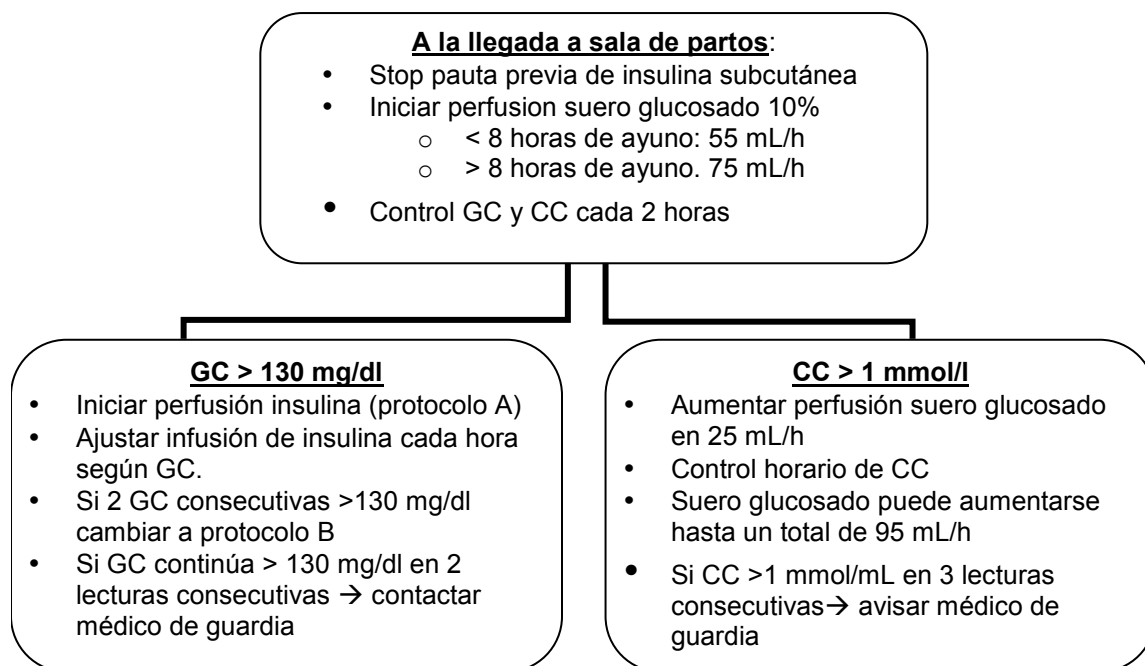 A la llegada a sala de partos:
• Stop pauta previa de insulina subcutánea
• Iniciar perfusion suero glucosado 10%
o < 8 horas de ayuno: 55 mL/h
o > 8 horas de ayuno. 75 mL/h
• Control GC y CC cada 2 horas
GC > 130 mg/dl
• Iniciar perfusión insulina (protocolo A)
• Ajustar infusión de insulina cada hora
según GC.
• Si 2 GC consecutivas >130 mg/dl
cambiar a protocolo B
• Si GC continúa > 130 mg/dl en 2
lecturas consecutivas → contactar
médico de guardia
CC > 1 mmol/l
• Aumentar perfusión suero glucosado
en 25 mL/h
• Control horario de CC
• Suero glucosado puede aumentarse
hasta un total de 95 mL/h
• Si CC >1 mmol/mL en 3 lecturas
consecutivas→ avisar médico de
guardia